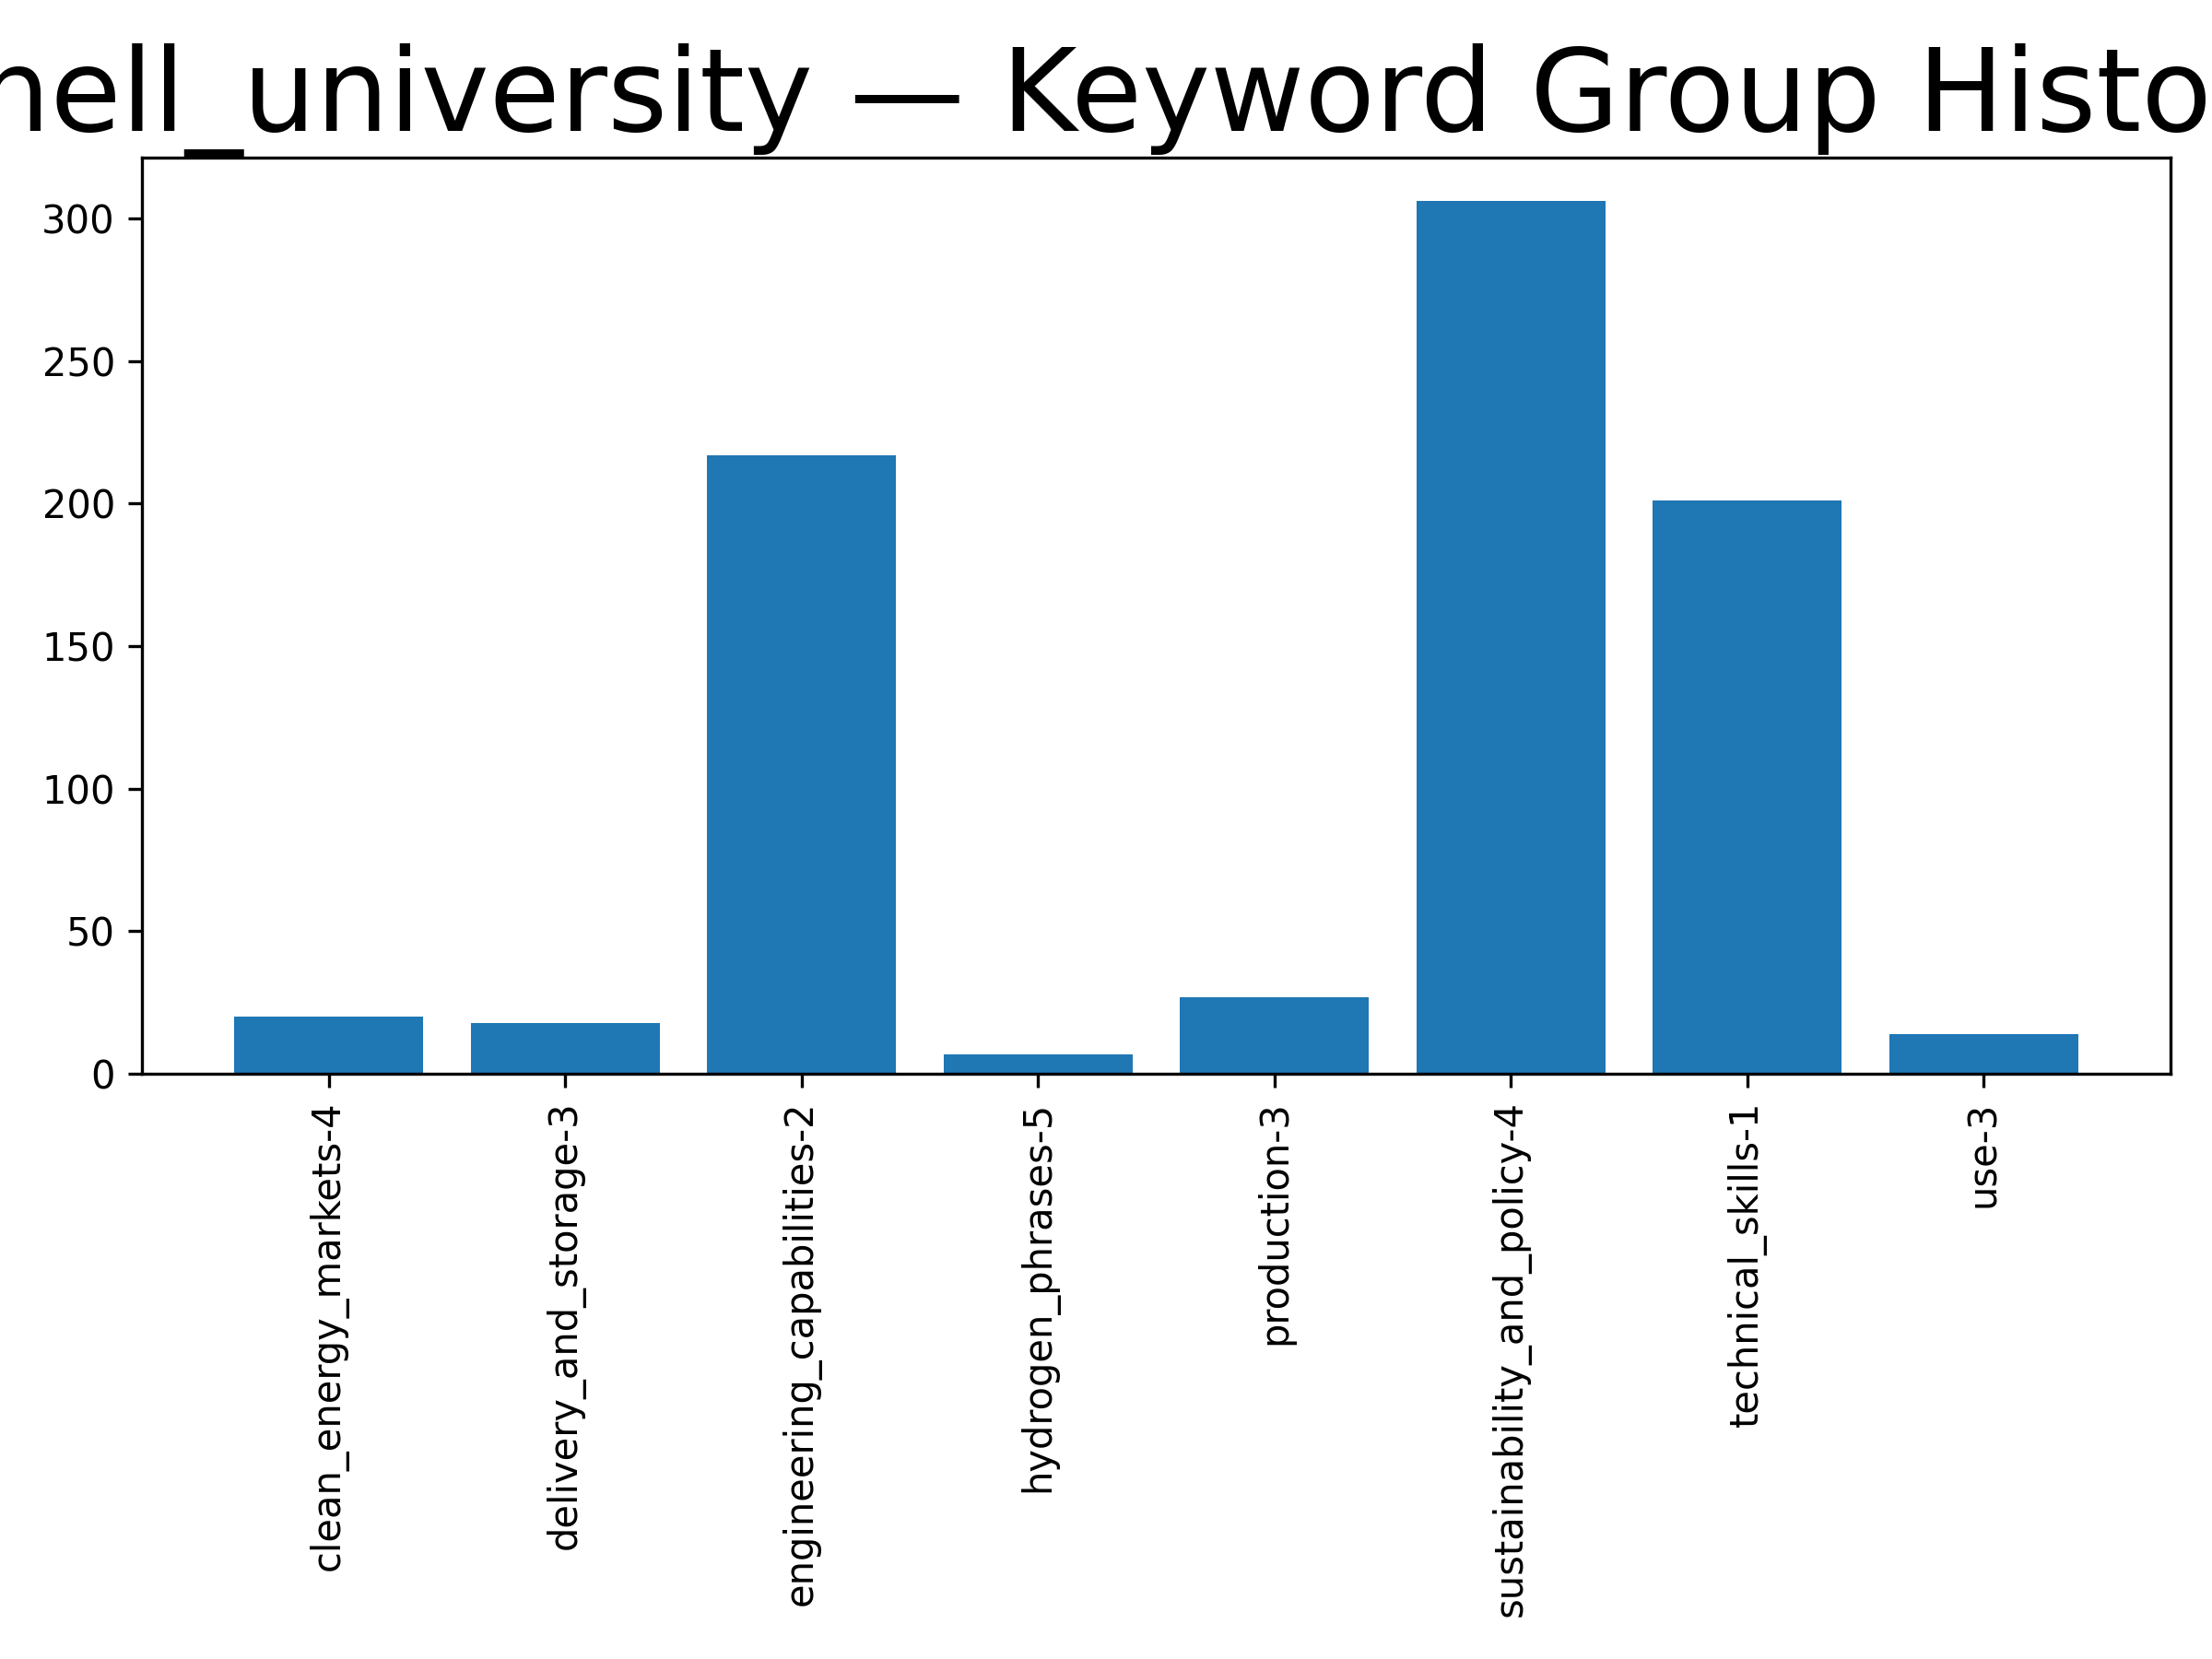 nell_university — Keyword Group Histo
300
250
200
150
100
50
0
clean_energy_markets-4
delivery_and_storage-3
engineering_capabilities-2
hydrogen_phrases-5
production-3
sustainability_and_policy-4
technical_skills-1
use-3